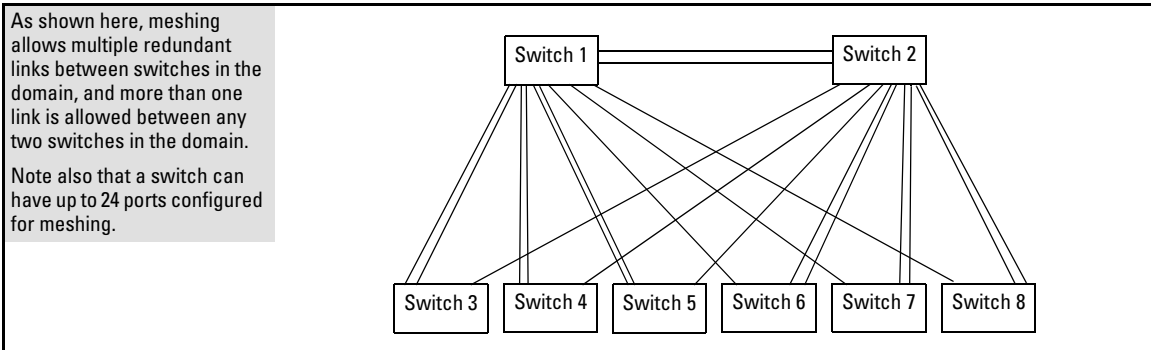 As shown here, meshing
allows multiple redundant
links between switches in the
domain, and more than one
link is allowed between any
two switches in the domain.
Note also that a switch can
have up to 24 ports configured
for meshing.
Switch 1
Switch 2
Switch 3
Switch 4
Switch 5
Switch 6
Switch 7
Switch 8